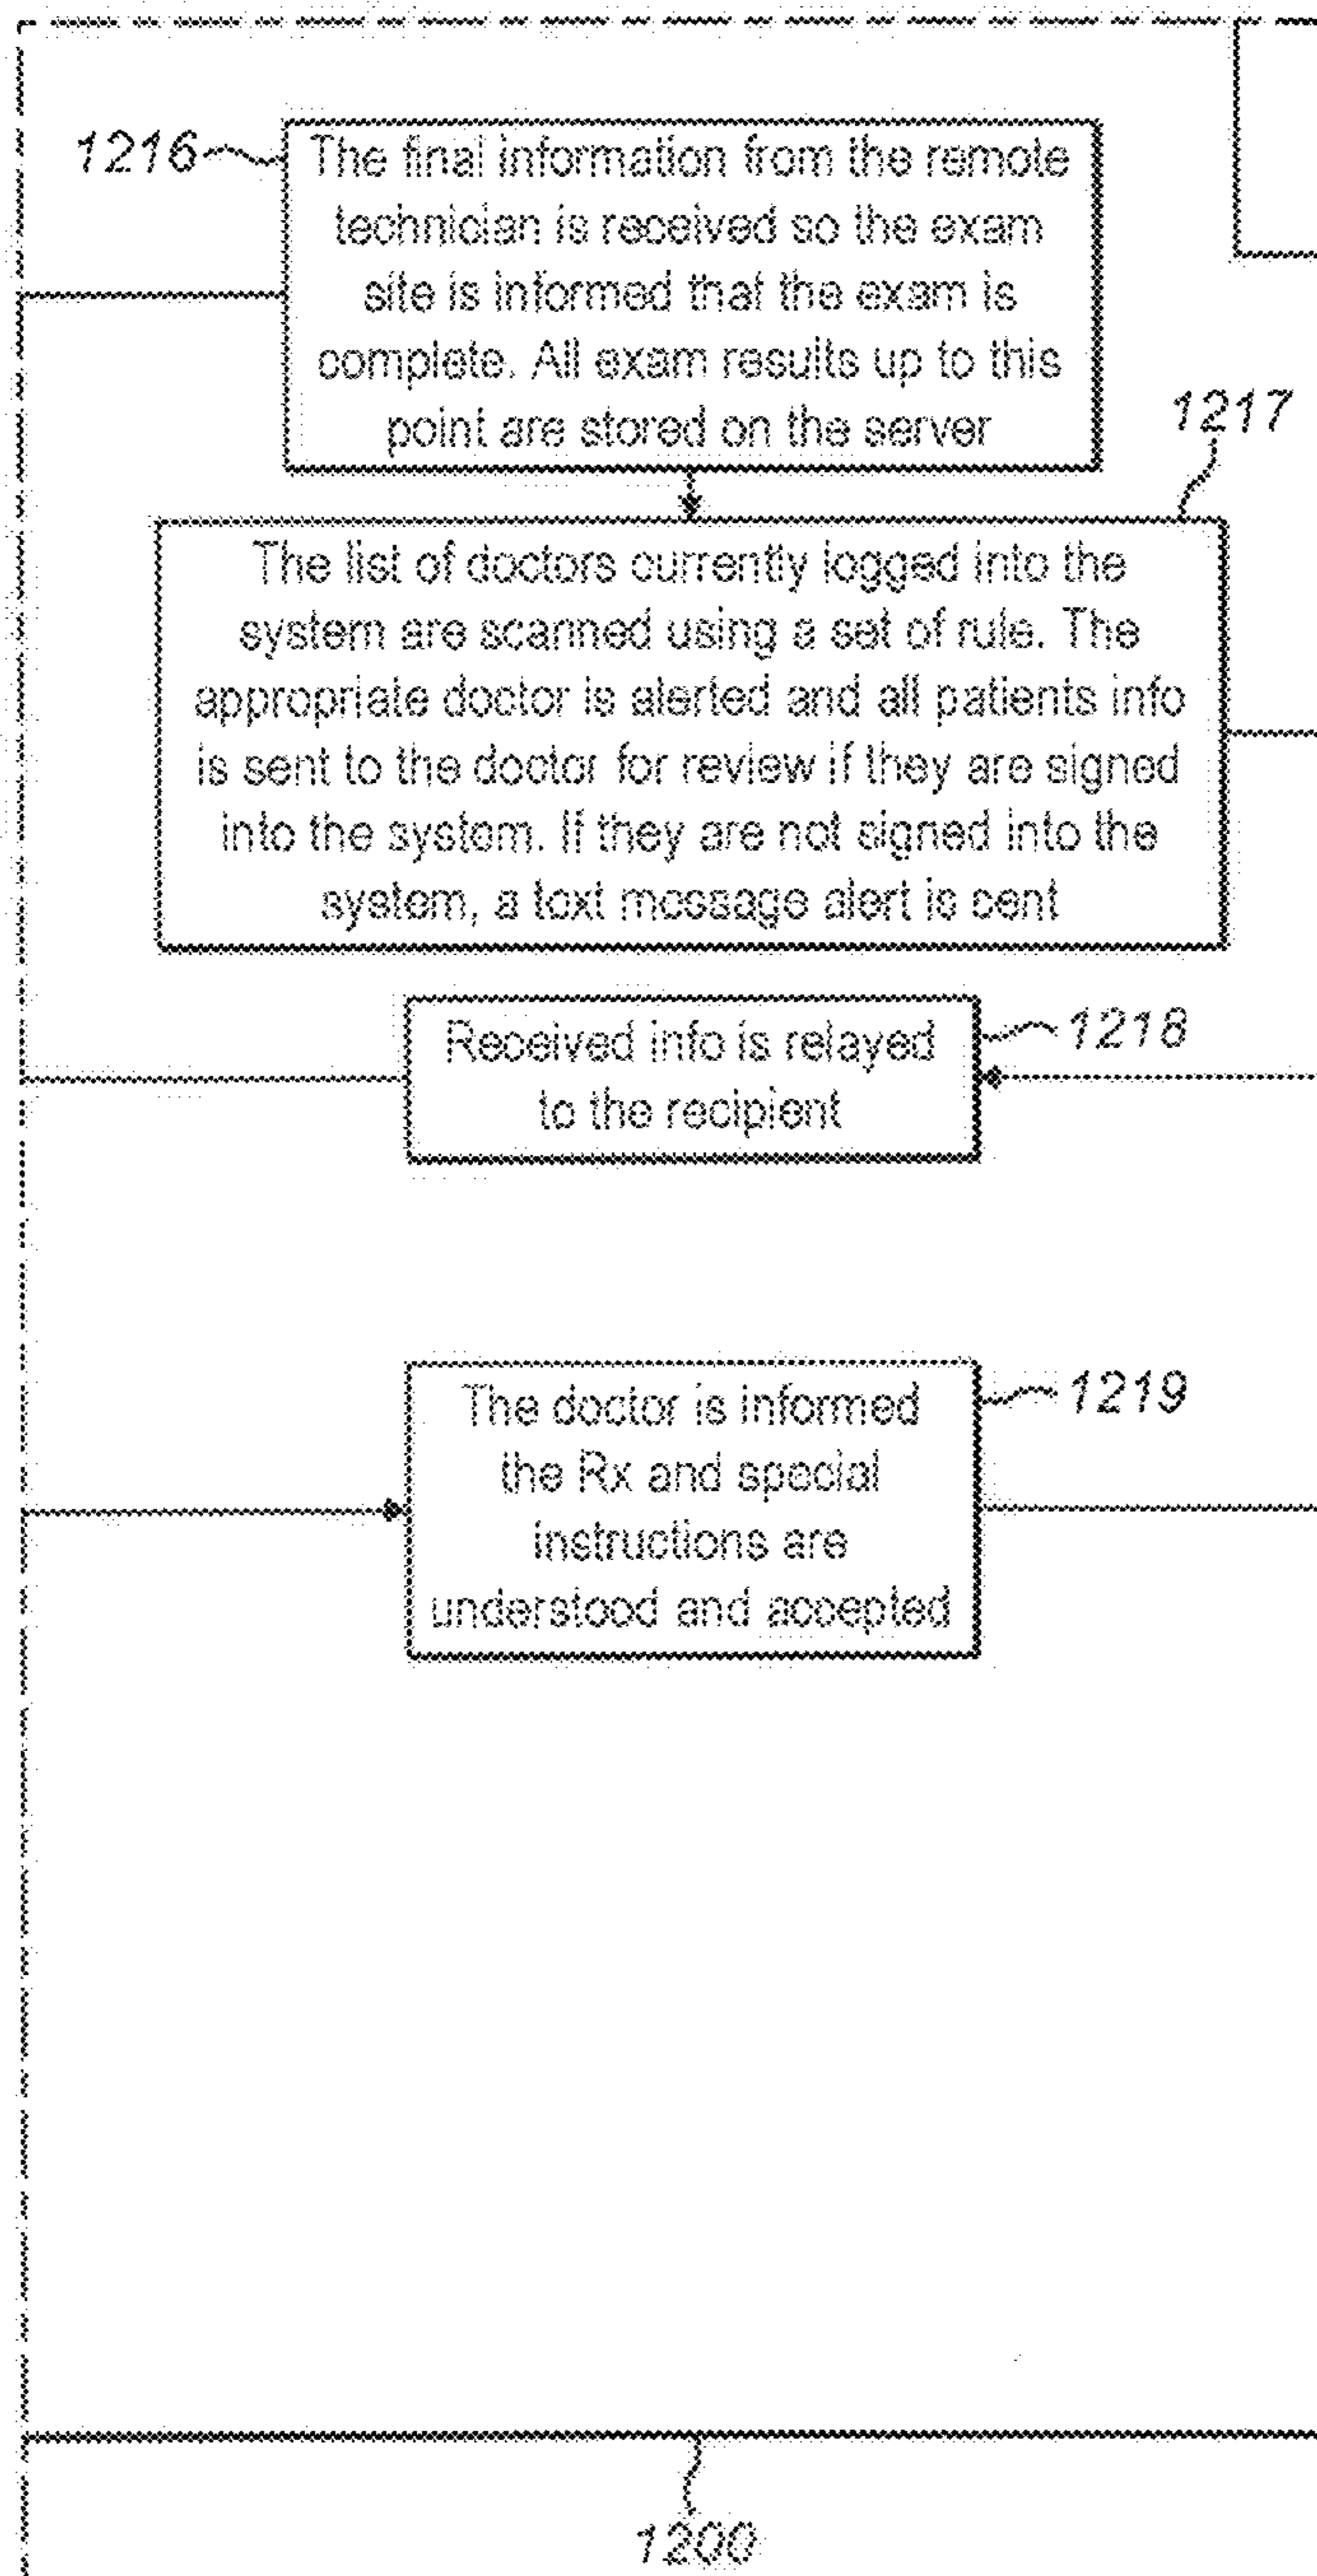 1216
The final information from the remote
technician is received so the exam
site is informed that the exam is
complete. All exam results up to this
point are stored on the server
1217
The list of doctors currently logged into the
system are scanned using a set of rule. The
appropriate doctor is alerted and all patients info
is sent to the doctor for review if they are signed
into the system. If they are not signed into the
system, a text message alert is sent
Received info is relayed
to the recipient
1218
The doctor is informed
the Rx and special
instructions are
understood and accepted
1219
1200